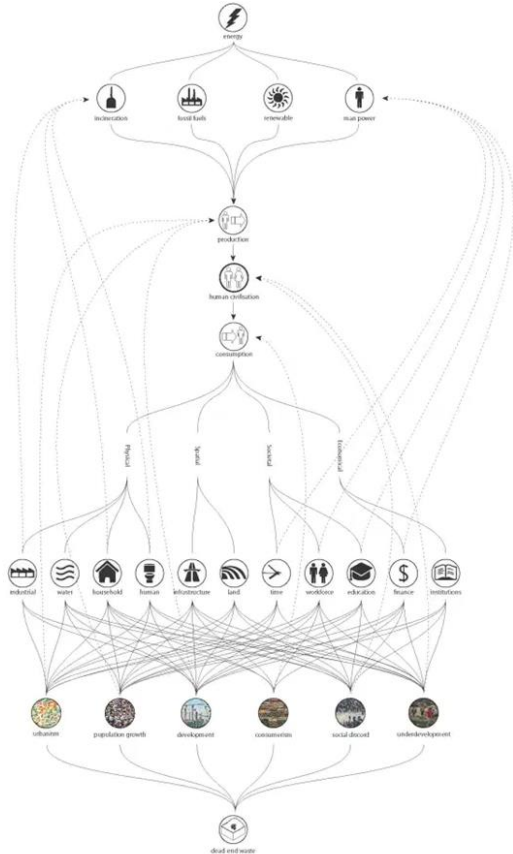 energy
incineration
fossil fuels
renewable
man power
production
human civilisation
consumption
Physical
Spatial
Societal
Economical
industrial
water
household
human
infrastructure
land
time
workforce
education
finance
institutions
urbanism
population growth
development
consumerism
social discord
underdevelopment
dead end waste